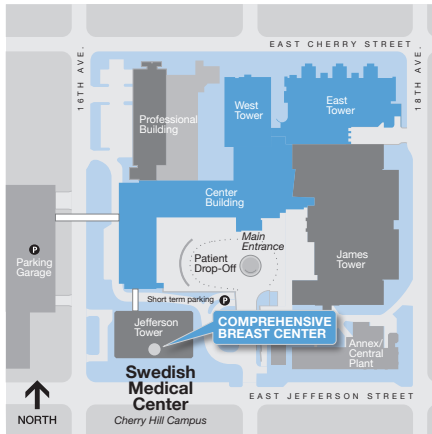 EAST CHERRY STREET
16TH AVE.
18TH AVE.
West
Tower
East
Tower
Professional
Building
Center
Building
Main
Entrance
Patient
Drop-Off
James
Tower
P
Parking
Garage
Short term parking P
Jefferson
Tower
COMPREHENSIVE
BREAST CENTER
Annex/
Central
Plant
Swedish
Medical
Center
Cherry Hill Campus
EAST JEFFERSON STREET
NORTH